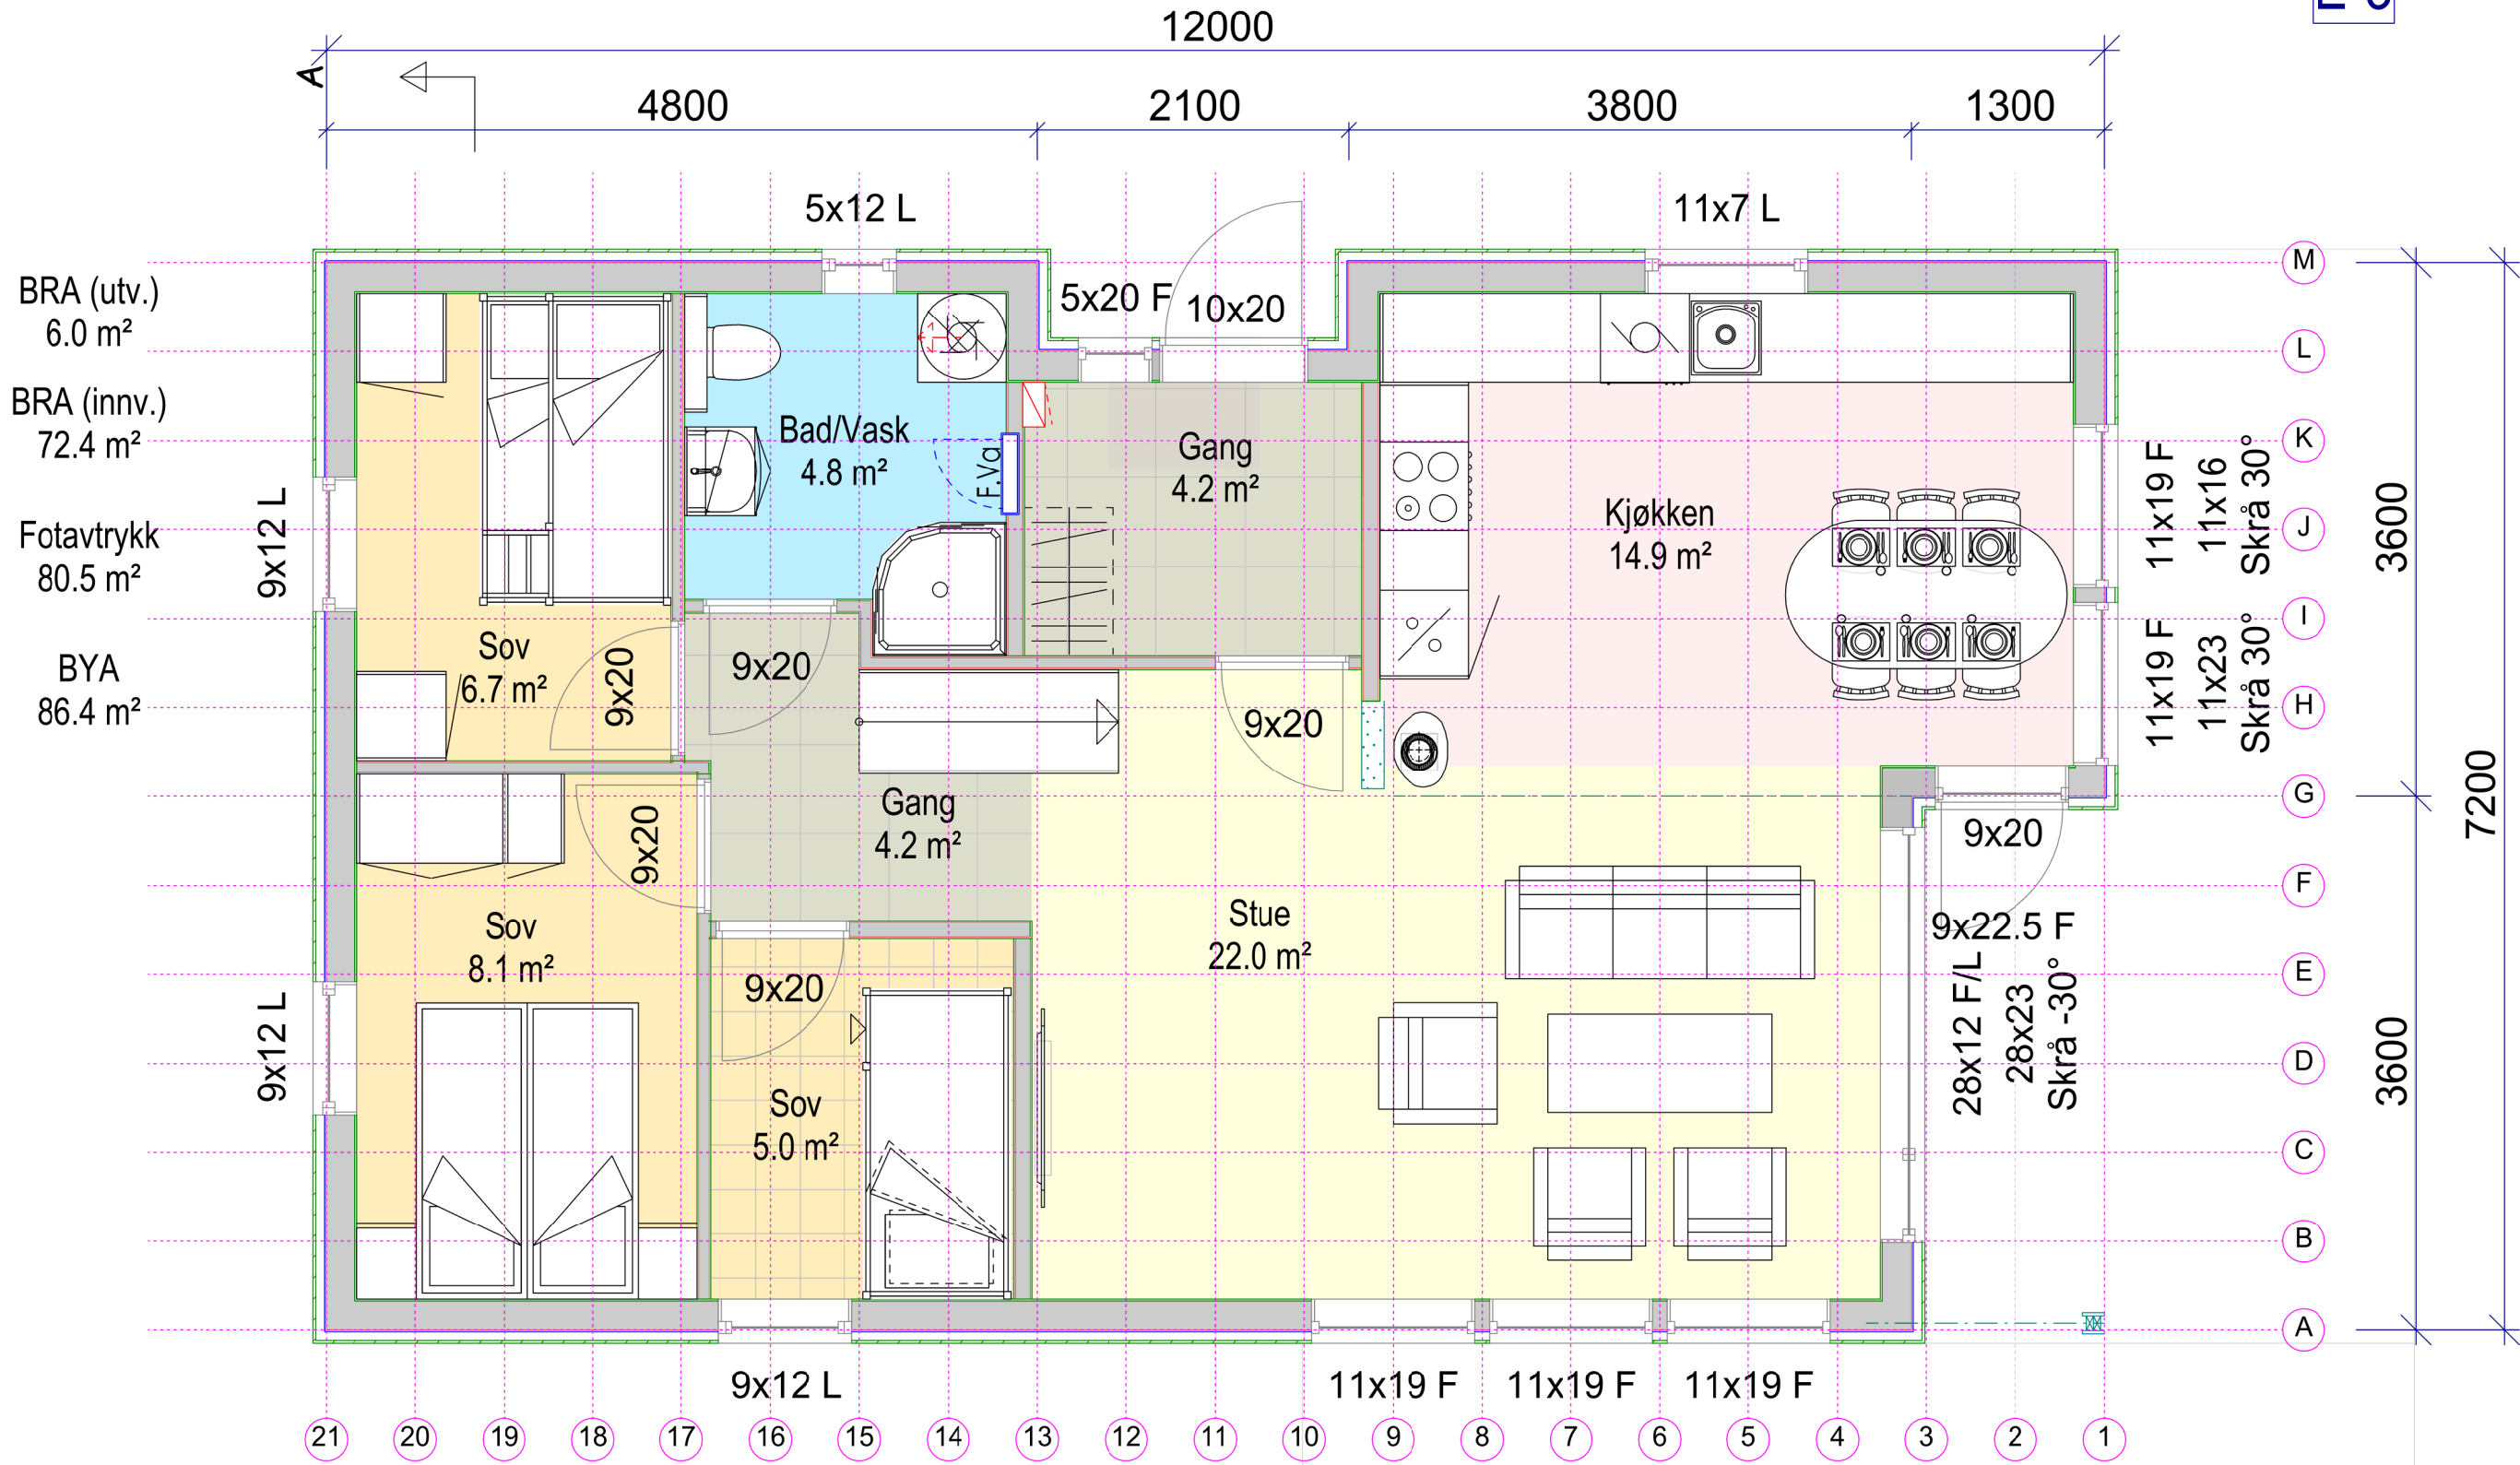 12000
A
4800
2100
3800
1300
5x12 L
11x7 L
BRA (utv.)
6.0 m²
BRA (innv.)
72.4 m²
Fotavtrykk
80.5 m²
BYA
86.4 m²
9x12 L
9x12 L
5x20 F
10x20
Bad/Vask
4.8 m²
F.Va
Gang
4.2 m²
Kjøkken
14.9 m²
Sov
6.7 m²
9x20
9x20
9x20
Gang
4.2 m²
9x20
Sov
8.1 m²
Stue
22.0 m²
9x20
Sov
5.0 m²
11x19 F
11x16
Skrå 30°
11x19 F
11x23
Skrå 30°
9x20
9x22.5 F
28x12 F/L
28x23
Skrå -30°
M
L
K
J
I
H
G
F
E
D
C
B
A
3600
7200
3600
9x12 L
11x19 F
11x19 F
11x19 F
21
20
19
18
17
16
15
14
13
12
11
10
9
8
7
6
5
4
3
2
1